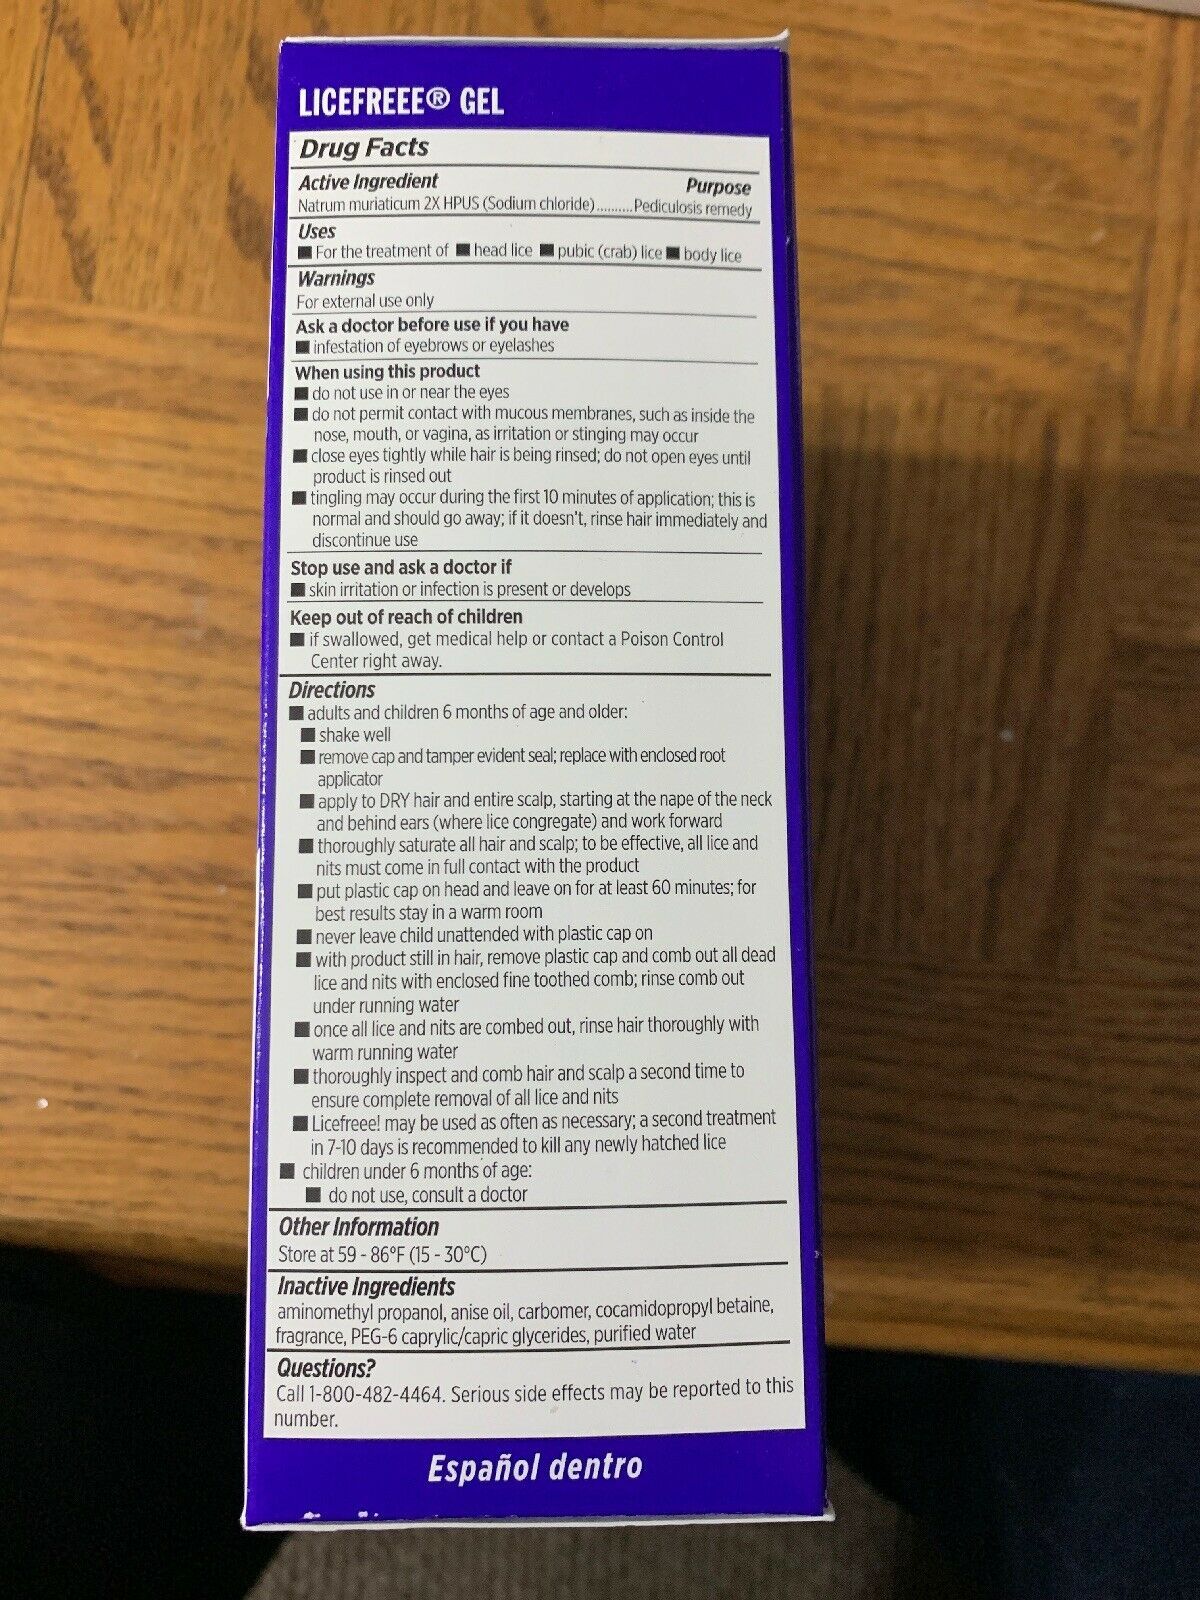 LICEFREEE® GEL
Drug Facts
Active Ingredient Purpose
Natrum muriaticum 2X HPUS (Sodium chloride)..........Pediculosis remedy
Uses
■ For the treatment of ■ head lice ■ pubic (crab) lice ■ body lice
Warnings
For external use only
Ask a doctor before use if you have
■ infestation of eyebrows or eyelashes
When using this product
■ do not use in or near the eyes
■ do not permit contact with mucous membranes, such as inside the
nose, mouth, or vagina, as irritation or stinging may occur
■ close eyes tightly while hair is being rinsed; do not open eyes until
product is rinsed out
■ tingling may occur during the first 10 minutes of application; this is
normal and should go away; if it doesn't, rinse hair immediately and
discontinue use
Stop use and ask a doctor if
■ skin irritation or infection is present or develops
Keep out of reach of children
■ if swallowed, get medical help or contact a Poison Control
Center right away.
Directions
■ adults and children 6 months of age and older:
■ shake well
■ remove cap and tamper evident seal; replace with enclosed root
applicator
■ apply to DRY hair and entire scalp, starting at the nape of the neck
and behind ears (where lice congregate) and work forward
■ thoroughly saturate all hair and scalp; to be effective, all lice and
nits must come in full contact with the product
■ put plastic cap on head and leave on for at least 60 minutes; for
best results stay in a warm room
■ never leave child unattended with plastic cap on
■ with product still in hair, remove plastic cap and comb out all dead
lice and nits with enclosed fine toothed comb; rinse comb out
under running water
■ once all lice and nits are combed out, rinse hair thoroughly with
warm running water
■ thoroughly inspect and comb hair and scalp a second time to
ensure complete removal of all lice and nits
■ Licefreee! may be used as often as necessary; a second treatment
in 7-10 days is recommended to kill any newly hatched lice
■ children under 6 months of age:
■ do not use, consult a doctor
Other Information
Store at 59 - 86°F (15 - 30°C)
Inactive Ingredients
aminomethyl propanol, anise oil, carbomer, cocamidopropyl betaine,
fragrance, PEG-6 caprylic/capric glycerides, purified water
Questions?
Call 1-800-482-4464. Serious side effects may be reported to this
number.
Español dentro